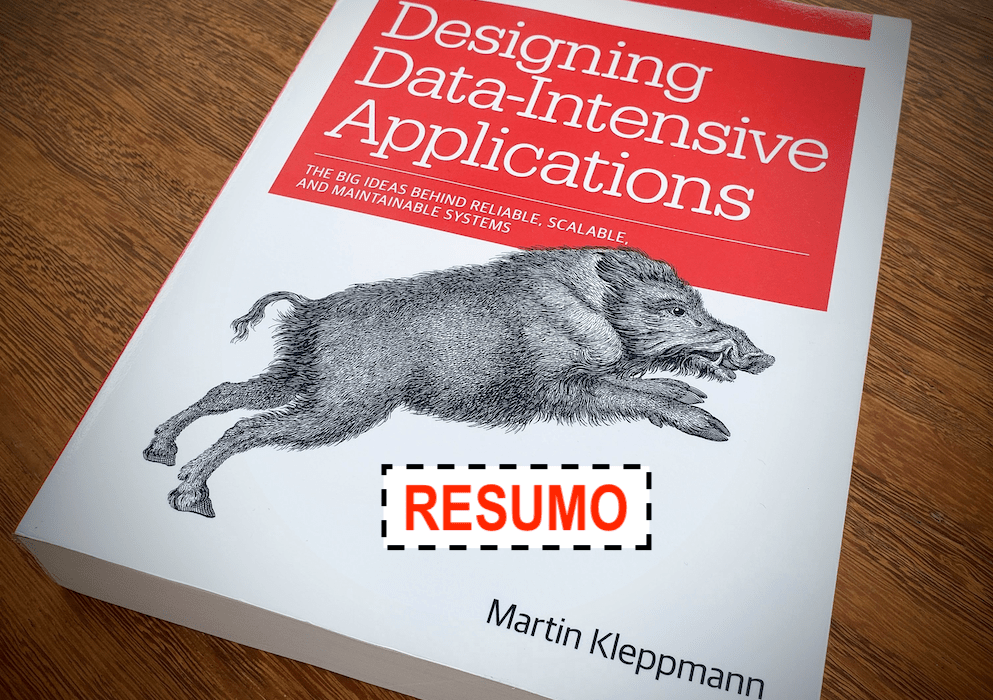 Designing
Data-Intensive
Applications
THE BIG IDEAS BEHIND RELIABLE, SCALABLE,
AND MAINTAINABLE SYSTEMS
RESUMO
Martin Kleppmann